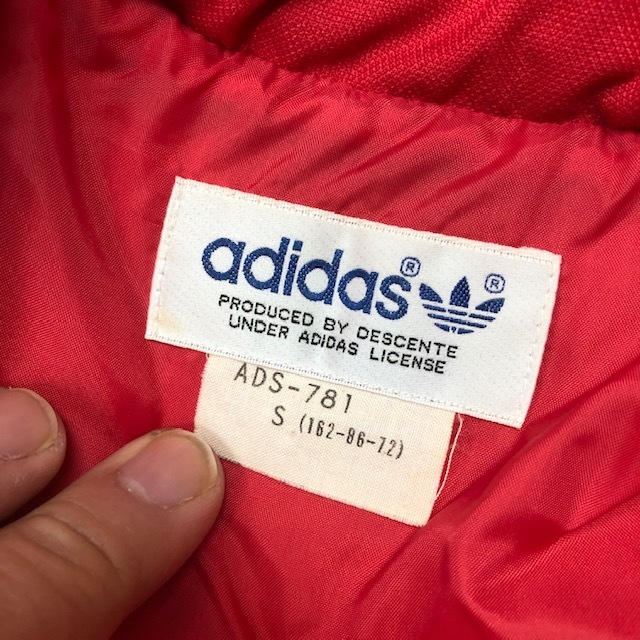 adidas® ®
PRODUCED BY DESCENTE
UNDER ADIDAS LICENSE
ADS-781
S (162-86-72)